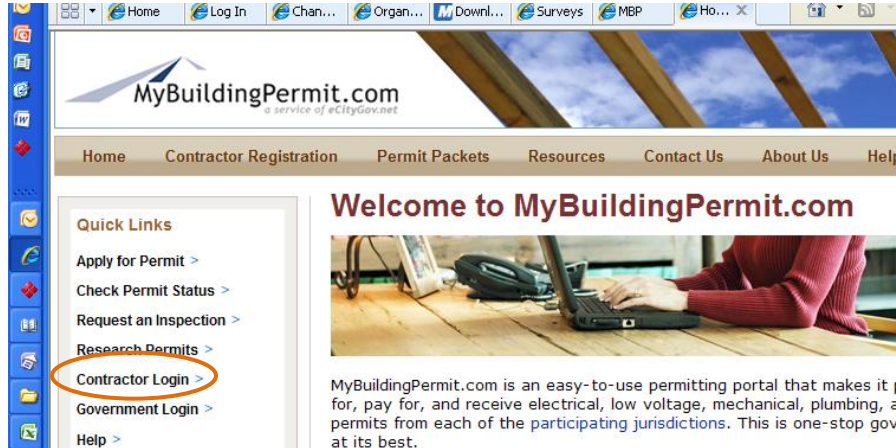 Home Log In Chan... Organ... Downl... Surveys MBP Ho... X
MyBuildingPermit.com
a service of eCityGov.net
Home Contractor Registration Permit Packets Resources Contact Us About Us Help
Quick Links
Apply for Permit >
Check Permit Status >
Request an Inspection >
Research Permits >
Contractor Login >
Government Login >
Help >
Welcome to MyBuildingPermit.com
MyBuildingPermit.com is an easy-to-use permitting portal that makes it p
for, pay for, and receive electrical, low voltage, mechanical, plumbing, a
permits from each of the participating jurisdictions. This is one-stop gov
at its best.